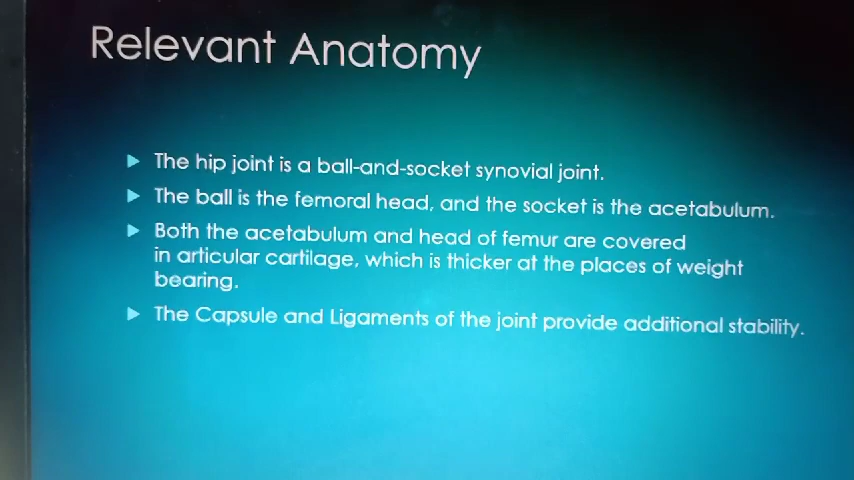 Relevant Anatomy
The hip joint is a ball-and-socket synovial joint.
The ball is the femoral head, and the socket is the acetabulum.
Both the acetabulum and head of femur are covered
in articular cartilage, which is thicker at the places of weight
bearing.
The Capsule and Ligaments of the joint provide additional stability.